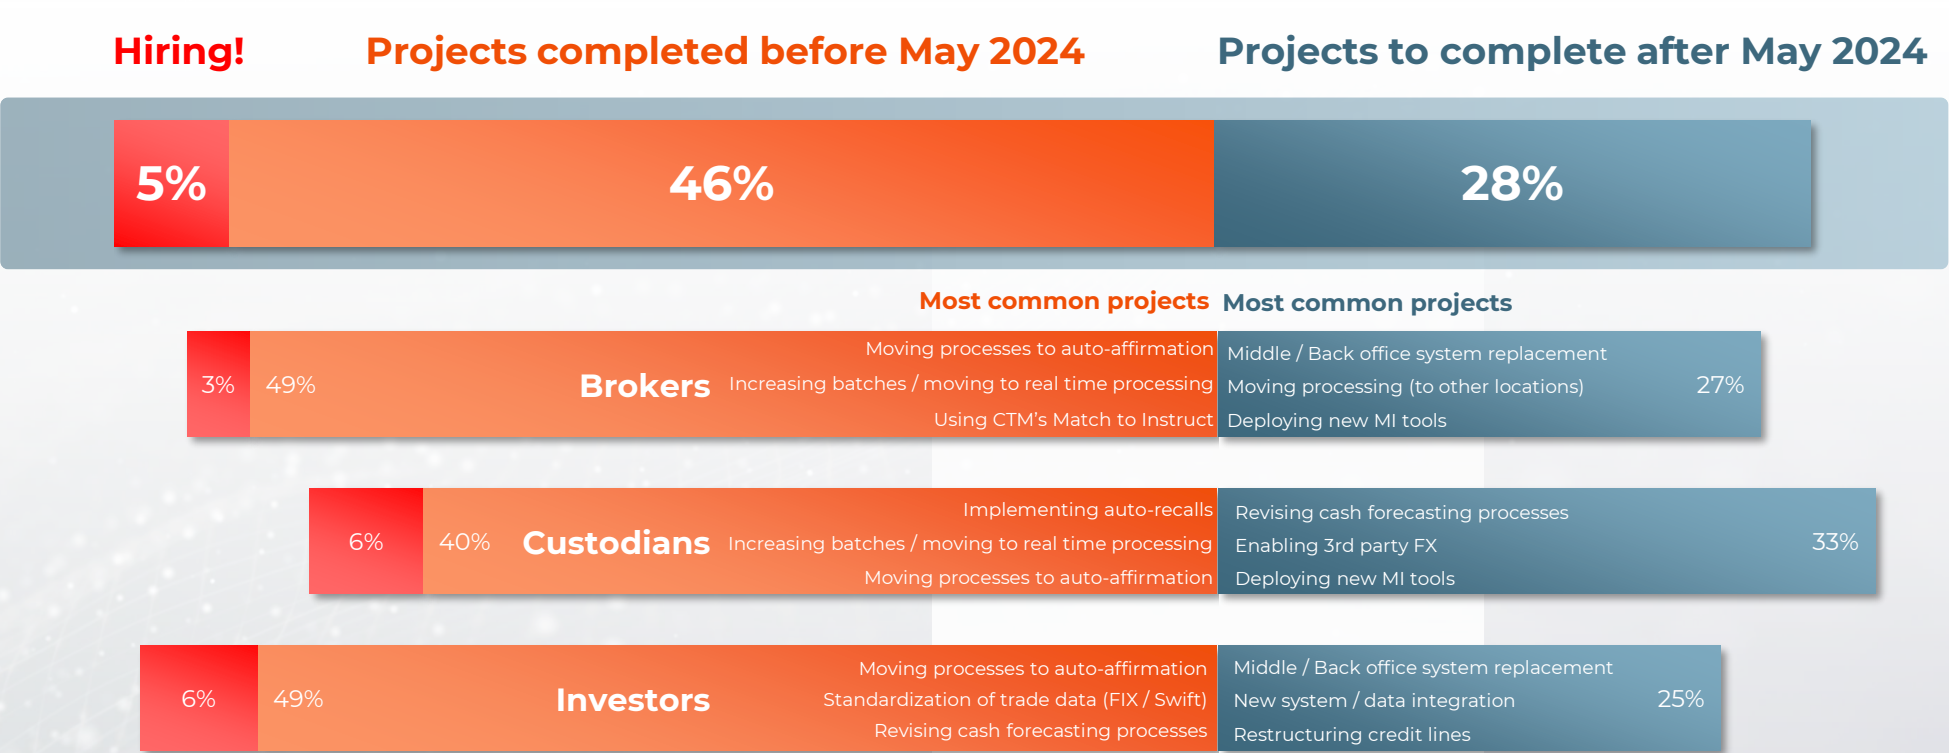 Hiring!
Projects completed before May 2024
Projects to complete after May 2024
5%
46%
28%
Most common projects
Most common projects
3%
49%
Brokers
Moving processes to auto-affirmation
Increasing batches / moving to real time processing
Using CTM’s Match to Instruct
Middle / Back office system replacement
Moving processing (to other locations)
Deploying new MI tools
27%
6%
40%
Custodians
Implementing auto-recalls
Increasing batches / moving to real time processing
Moving processes to auto-affirmation
Revising cash forecasting processes
Enabling 3rd party FX
Deploying new MI tools
33%
6%
49%
Investors
Moving processes to auto-affirmation
Standardization of trade data (FIX / Swift)
Revising cash forecasting processes
Middle / Back office system replacement
New system / data integration
Restructuring credit lines
25%